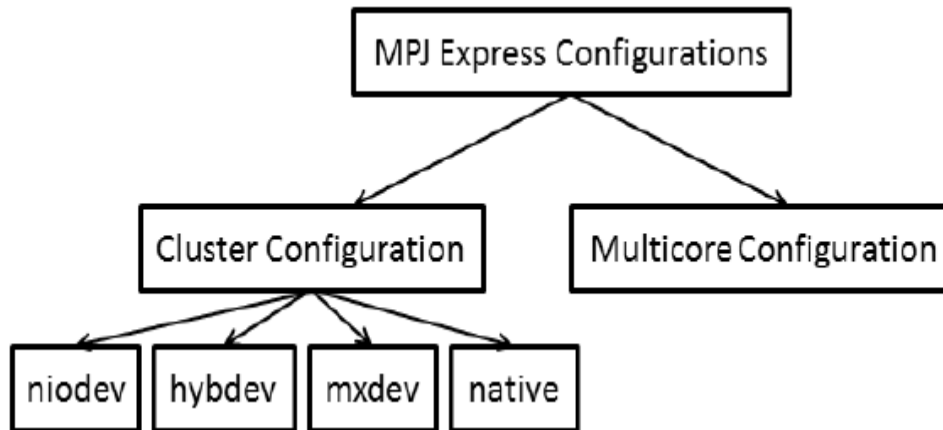 MPJ Express Configurations
Cluster Configuration
Multicore Configuration
niodev
hybdev
mxdev
native